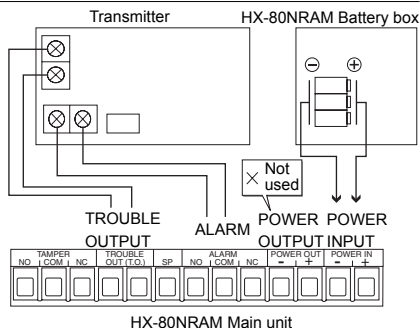 Transmitter
HX-80NRAM Battery box
⊖ ⊕
× Not used
TROUBLE OUTPUT
ALARM
POWER OUTPUT
POWER INPUT
TAMPER
NO COM NC
TROUBLE
OUT (T.O.)
SP
ALARM
NO COM NC
POWER OUT
- +
POWER IN
- +
HX-80NRAM Main unit